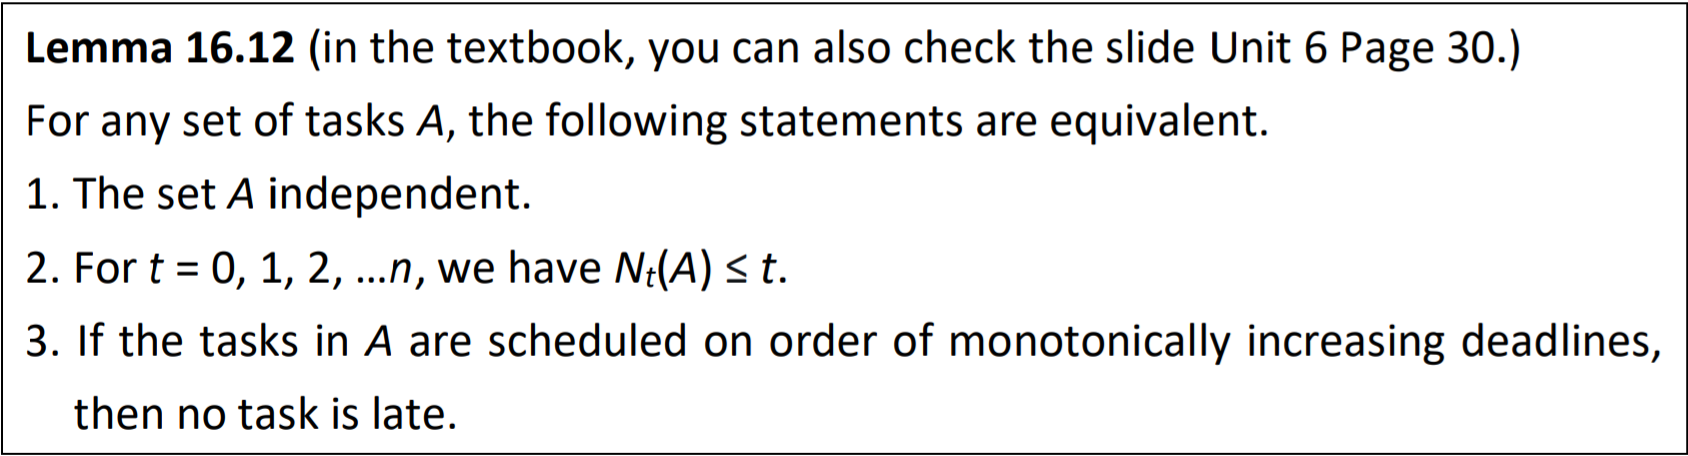 Lemma 16.12 (in the textbook, you can also check the slide Unit 6 Page 30.)
For any set of tasks A, the following statements are equivalent.
1. The set A independent.
2. For t = 0, 1, 2, ...n, we have Nₜ(A) ≤ t.
3. If the tasks in A are scheduled on order of monotonically increasing deadlines,
then no task is late.